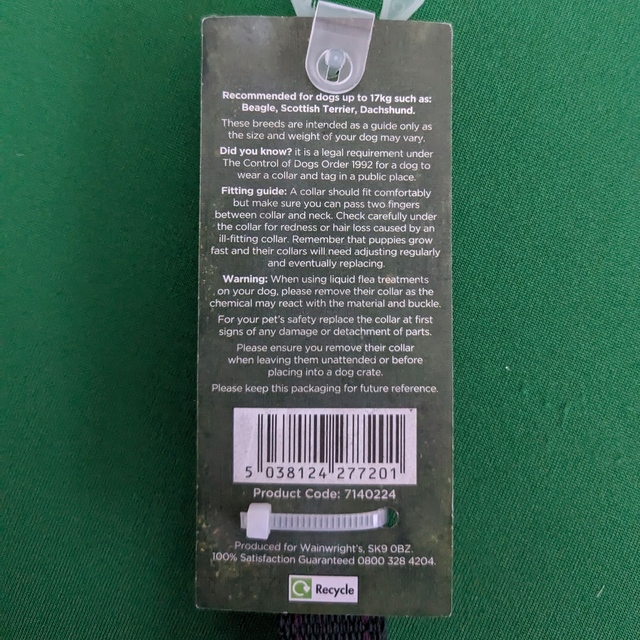 Recommended for dogs up to 17kg such as:
Beagle, Scottish Terrier, Dachshund.
These breeds are intended as a guide only as
the size and weight of your dog may vary.
Did you know? it is a legal requirement under
The Control of Dogs Order 1992 for a dog to
wear a collar and tag in a public place.
Fitting guide: A collar should fit comfortably
but make sure you can pass two fingers
between collar and neck. Check carefully under
the collar for redness or hair loss caused by an
ill-fitting collar. Remember that puppies grow
fast and their collars will need adjusting regularly
and eventually replacing.
Warning: When using liquid flea treatments
on your dog, please remove their collar as the
chemical may react with the material and buckle.
For your pet's safety replace the collar at first
signs of any damage or detachment of parts.
Please ensure you remove their collar
when leaving them unattended or before
placing into a dog crate.
Please keep this packaging for future reference.
5 038124 277201
Product Code: 7140224
Produced for Wainwright's, SK9 0BZ.
100% Satisfaction Guaranteed 0800 328 4204.
Recycle